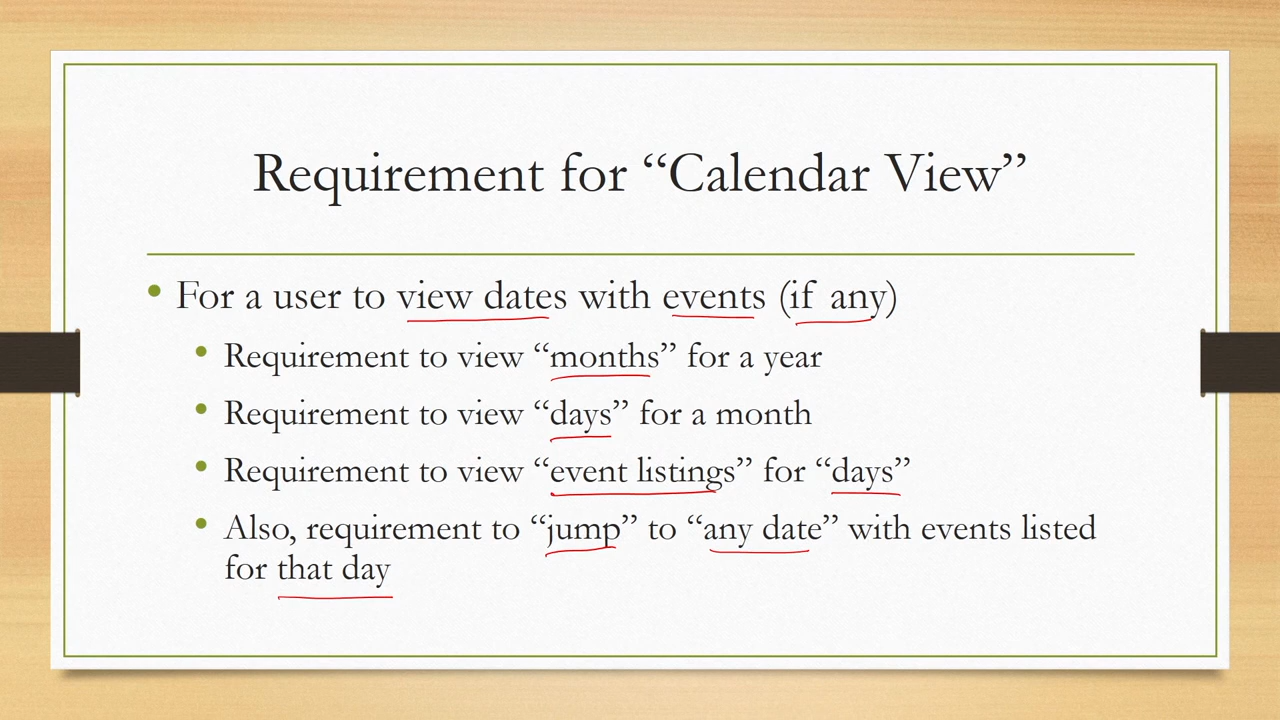 Requirement for “Calendar View”
• For a user to view dates with events (if any)
• Requirement to view “months” for a year
• Requirement to view “days” for a month
• Requirement to view “event listings” for “days”
• Also, requirement to “jump” to “any date” with events listed
for that day